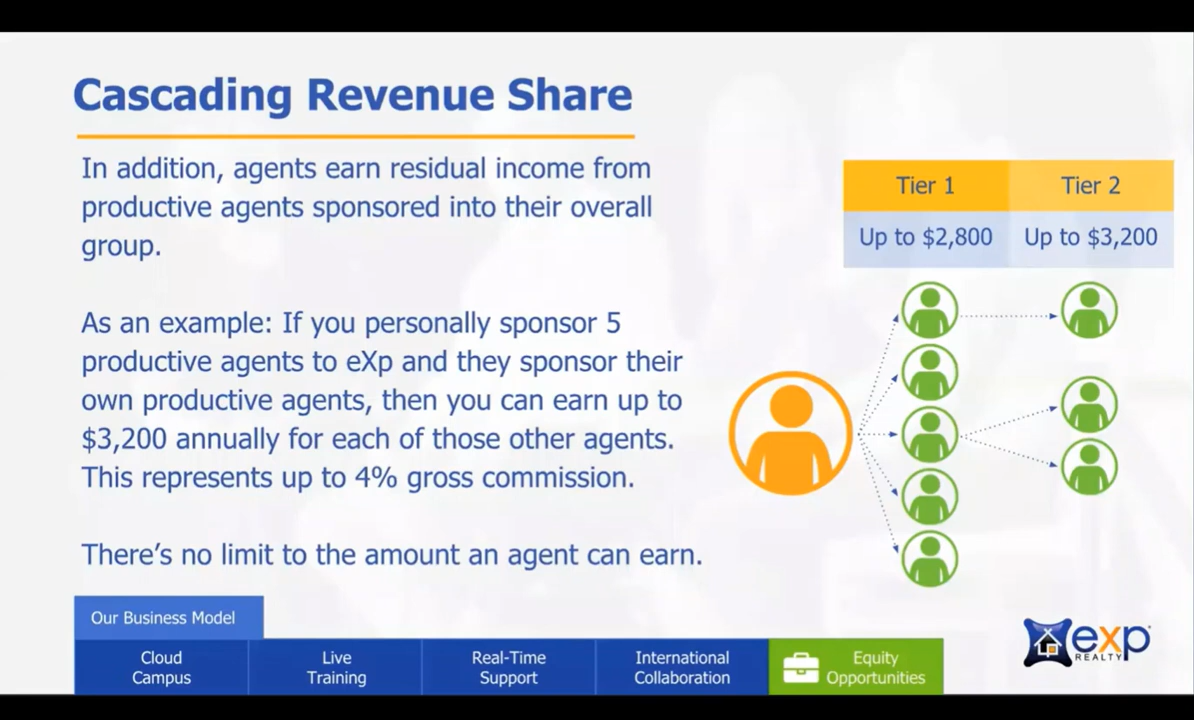 Cascading Revenue Share
In addition, agents earn residual income from
productive agents sponsored into their overall
group.
As an example: If you personally sponsor 5
productive agents to eXp and they sponsor their
own productive agents, then you can earn up to
$3,200 annually for each of those other agents.
This represents up to 4% gross commission.
There's no limit to the amount an agent can earn.
Tier 1
Tier 2
Up to $2,800
Up to $3,200
Our Business Model
Cloud
Campus
Live
Training
Real-Time
Support
International
Collaboration
Equity
Opportunities
exp
REALTY